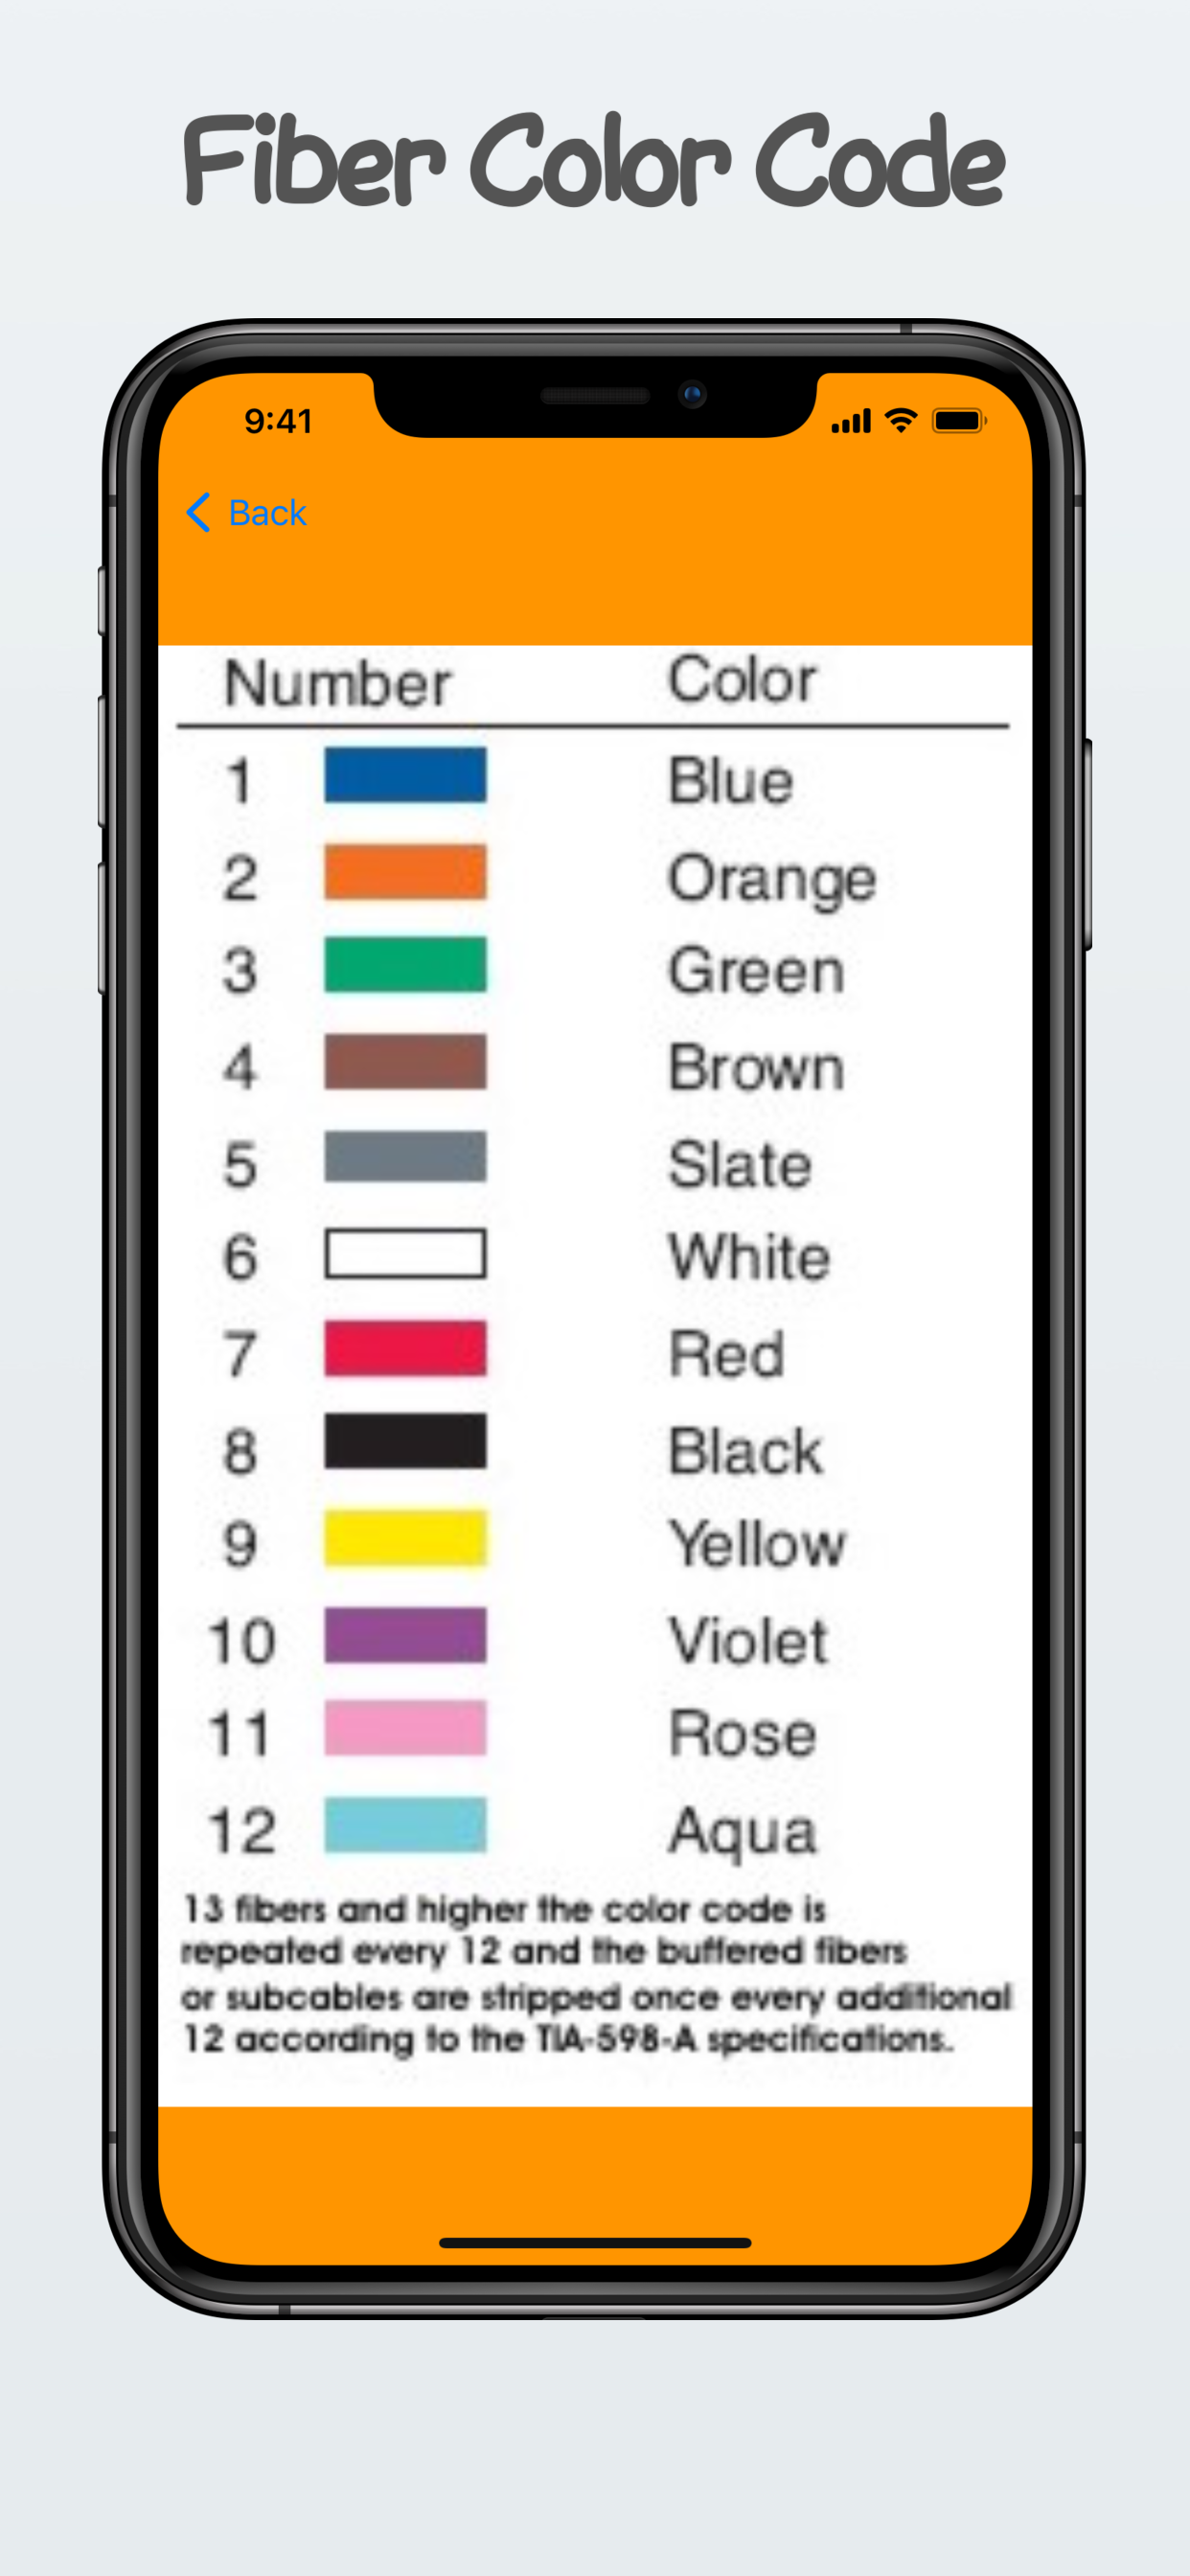 Fiber Color Code
9:41
Back
Number Color
1 Blue
2 Orange
3 Green
4 Brown
5 Slate
6 White
7 Red
8 Black
9 Yellow
10 Violet
11 Rose
12 Aqua
13 fibers and higher the color code is
repeated every 12 and the buffered fibers
or subcables are stripped once every additional
12 according to the TIA-598-A specifications.